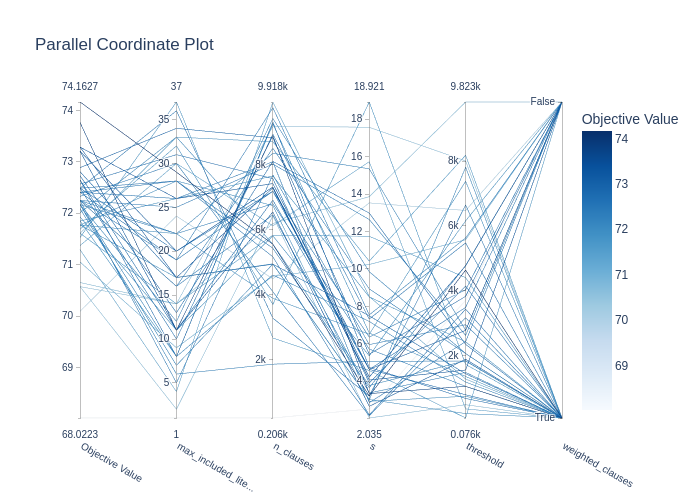 Parallel Coordinate Plot
74.1627 37 9.918k 18.921 9.823k
Objective Value
False
74 35 18 74
73 30 8k 16 8k 73
14
72 25 6k 12 6k 72
71 20 10 71
15 4k 8 4k
70 10 6 70
69 5 2k 4 2k 69
True
68.0223 1 0.206k 2.035 0.076k
Objective Value max_included_lite... n_clauses s threshold weighted_clauses